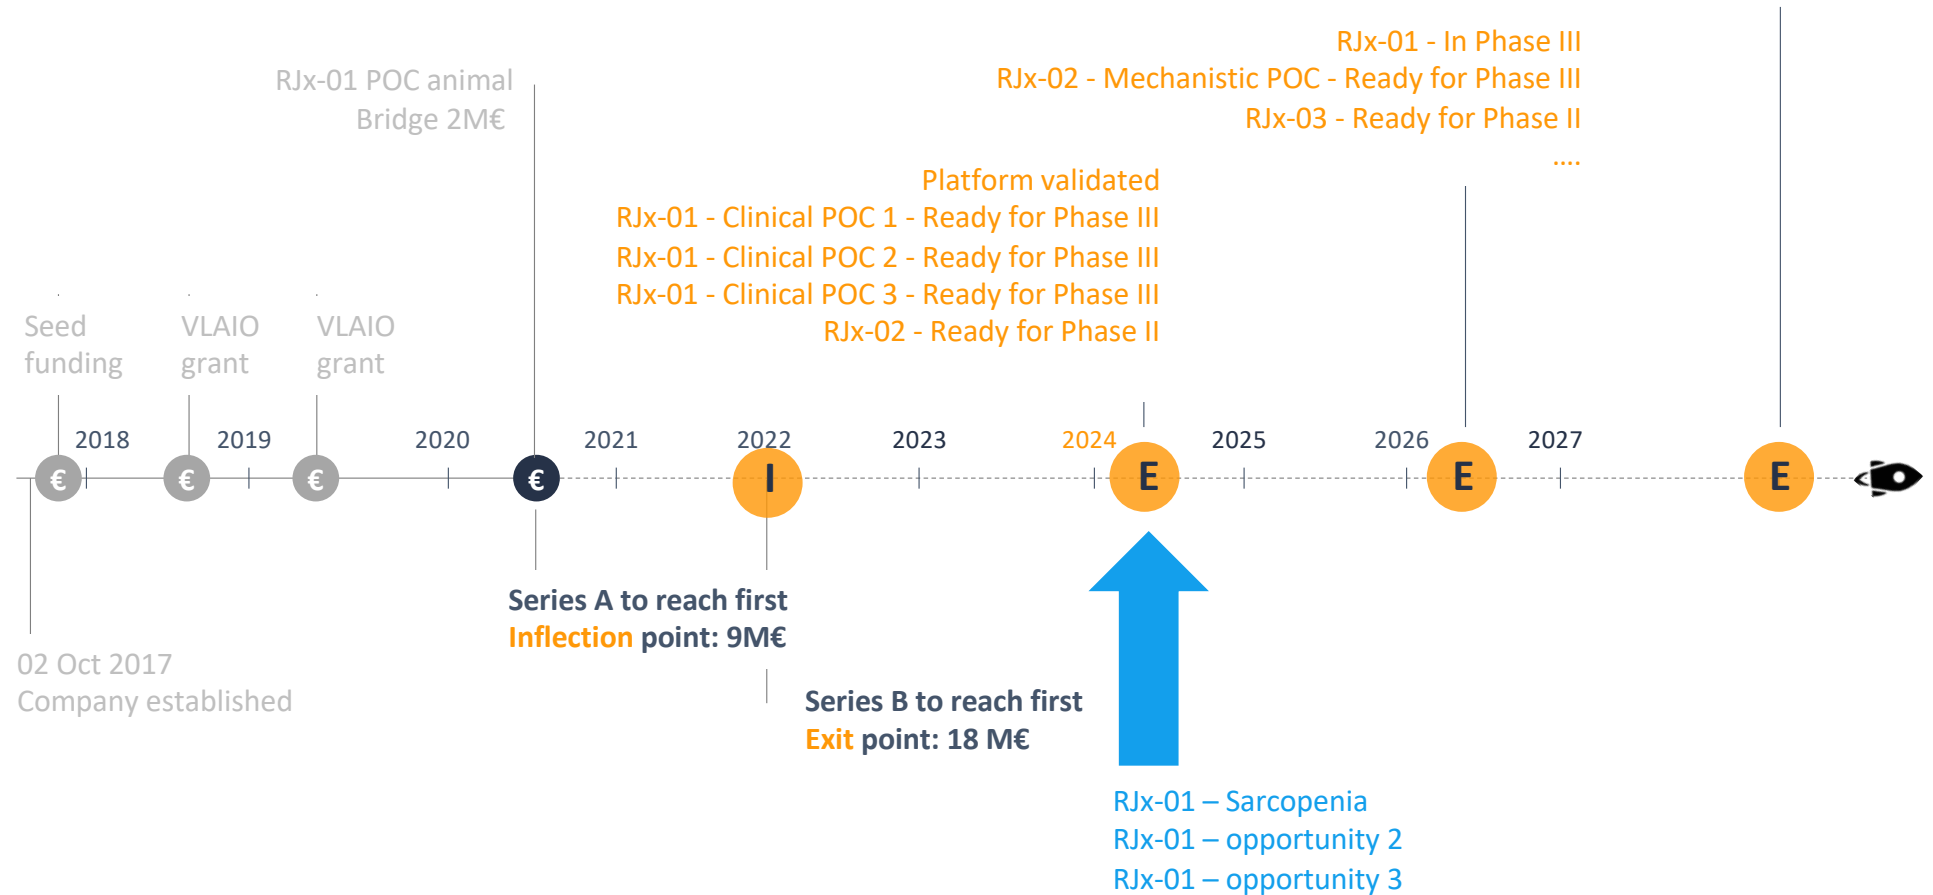 RJx-01 - In Phase III
RJx-02 - Mechanistic POC - Ready for Phase III
RJx-03 - Ready for Phase II
....
RJx-01 POC animal
Bridge 2M€
Platform validated
RJx-01 - Clinical POC 1 - Ready for Phase III
RJx-01 - Clinical POC 2 - Ready for Phase III
RJx-01 - Clinical POC 3 - Ready for Phase III
RJx-02 - Ready for Phase II
Seed
funding
VLAIO
grant
VLAIO
grant
2018 2019 2020 2021 2022 2023 2024 2025 2026 2027
€ € € € I E E E
Series A to reach first
Inflection point: 9M€
02 Oct 2017
Company established
Series B to reach first
Exit point: 18 M€
RJx-01 – Sarcopenia
RJx-01 – opportunity 2
RJx-01 – opportunity 3